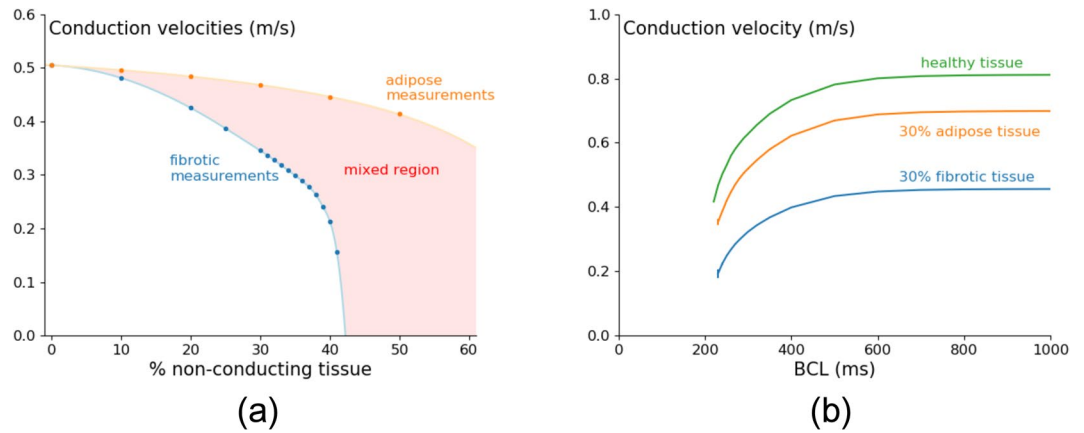 Conduction velocities (m/s)
0.6
0.5
0.4
0.3
0.2
0.1
0.0
adipose
measurements
fibrotic
measurements
mixed region
0
10
20
30
40
50
60
% non-conducting tissue
(a)
Conduction velocity (m/s)
1.0
0.8
0.6
0.4
0.2
0.0
healthy tissue
30% adipose tissue
30% fibrotic tissue
0
200
400
600
800
1000
BCL (ms)
(b)